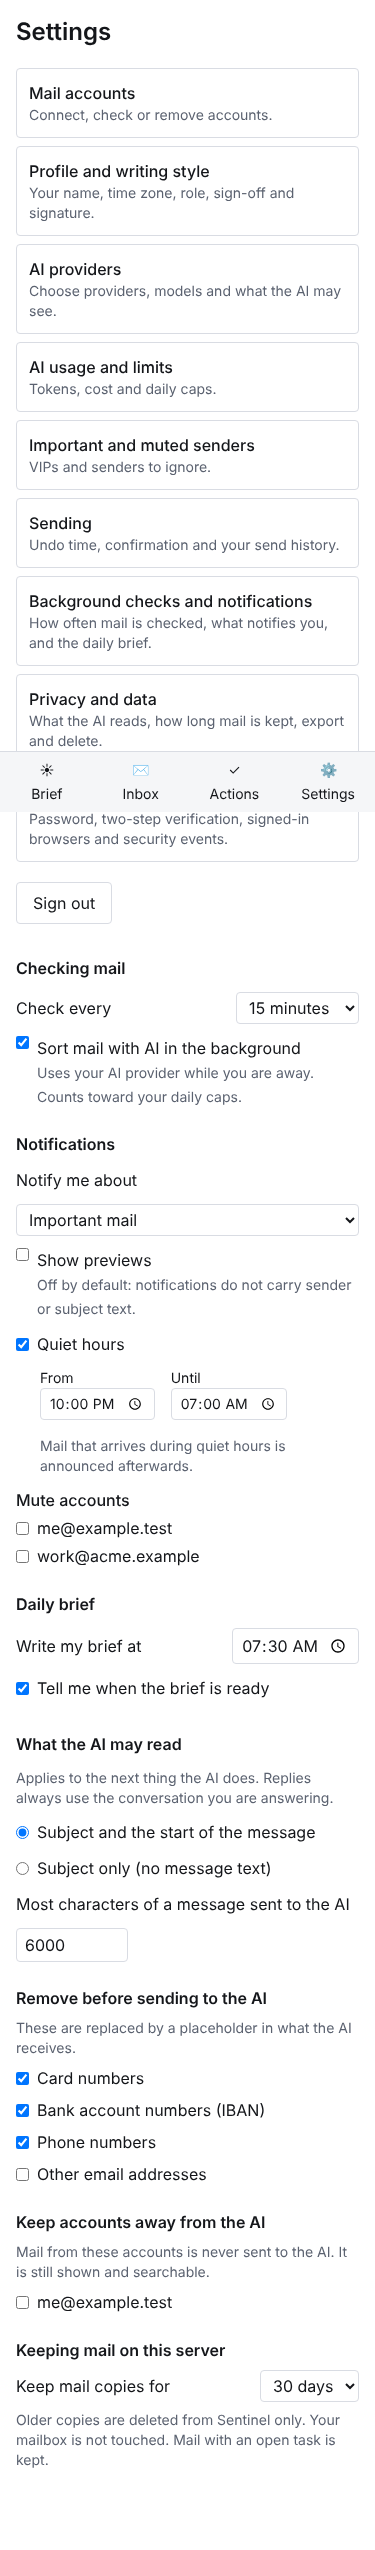 Settings
Mail accounts
Connect, check or remove accounts.
Profile and writing style
Your name, time zone, role, sign-off and
signature.
AI providers
Choose providers, models and what the AI may
see.
AI usage and limits
Tokens, cost and daily caps.
Important and muted senders
VIPs and senders to ignore.
Sending
Undo time, confirmation and your send history.
Background checks and notifications
How often mail is checked, what notifies you,
and the daily brief.
Privacy and data
What the AI reads, how long mail is kept, export
and delete.
Brief
Inbox
Actions
Settings
Password, two-step verification, signed-in
browsers and security events.
Sign out
Checking mail
Check every
15 minutes
Sort mail with AI in the background
Uses your AI provider while you are away.
Counts toward your daily caps.
Notifications
Notify me about
Important mail
Show previews
Off by default: notifications do not carry sender
or subject text.
Quiet hours
From
Until
10:00 PM
07:00 AM
Mail that arrives during quiet hours is
announced afterwards.
Mute accounts
me@example.test
work@acme.example
Daily brief
Write my brief at
07:30 AM
Tell me when the brief is ready
What the AI may read
Applies to the next thing the AI does. Replies
always use the conversation you are answering.
Subject and the start of the message
Subject only (no message text)
Most characters of a message sent to the AI
6000
Remove before sending to the AI
These are replaced by a placeholder in what the AI
receives.
Card numbers
Bank account numbers (IBAN)
Phone numbers
Other email addresses
Keep accounts away from the AI
Mail from these accounts is never sent to the AI. It
is still shown and searchable.
me@example.test
Keeping mail on this server
Keep mail copies for
30 days
Older copies are deleted from Sentinel only. Your
mailbox is not touched. Mail with an open task is
kept.